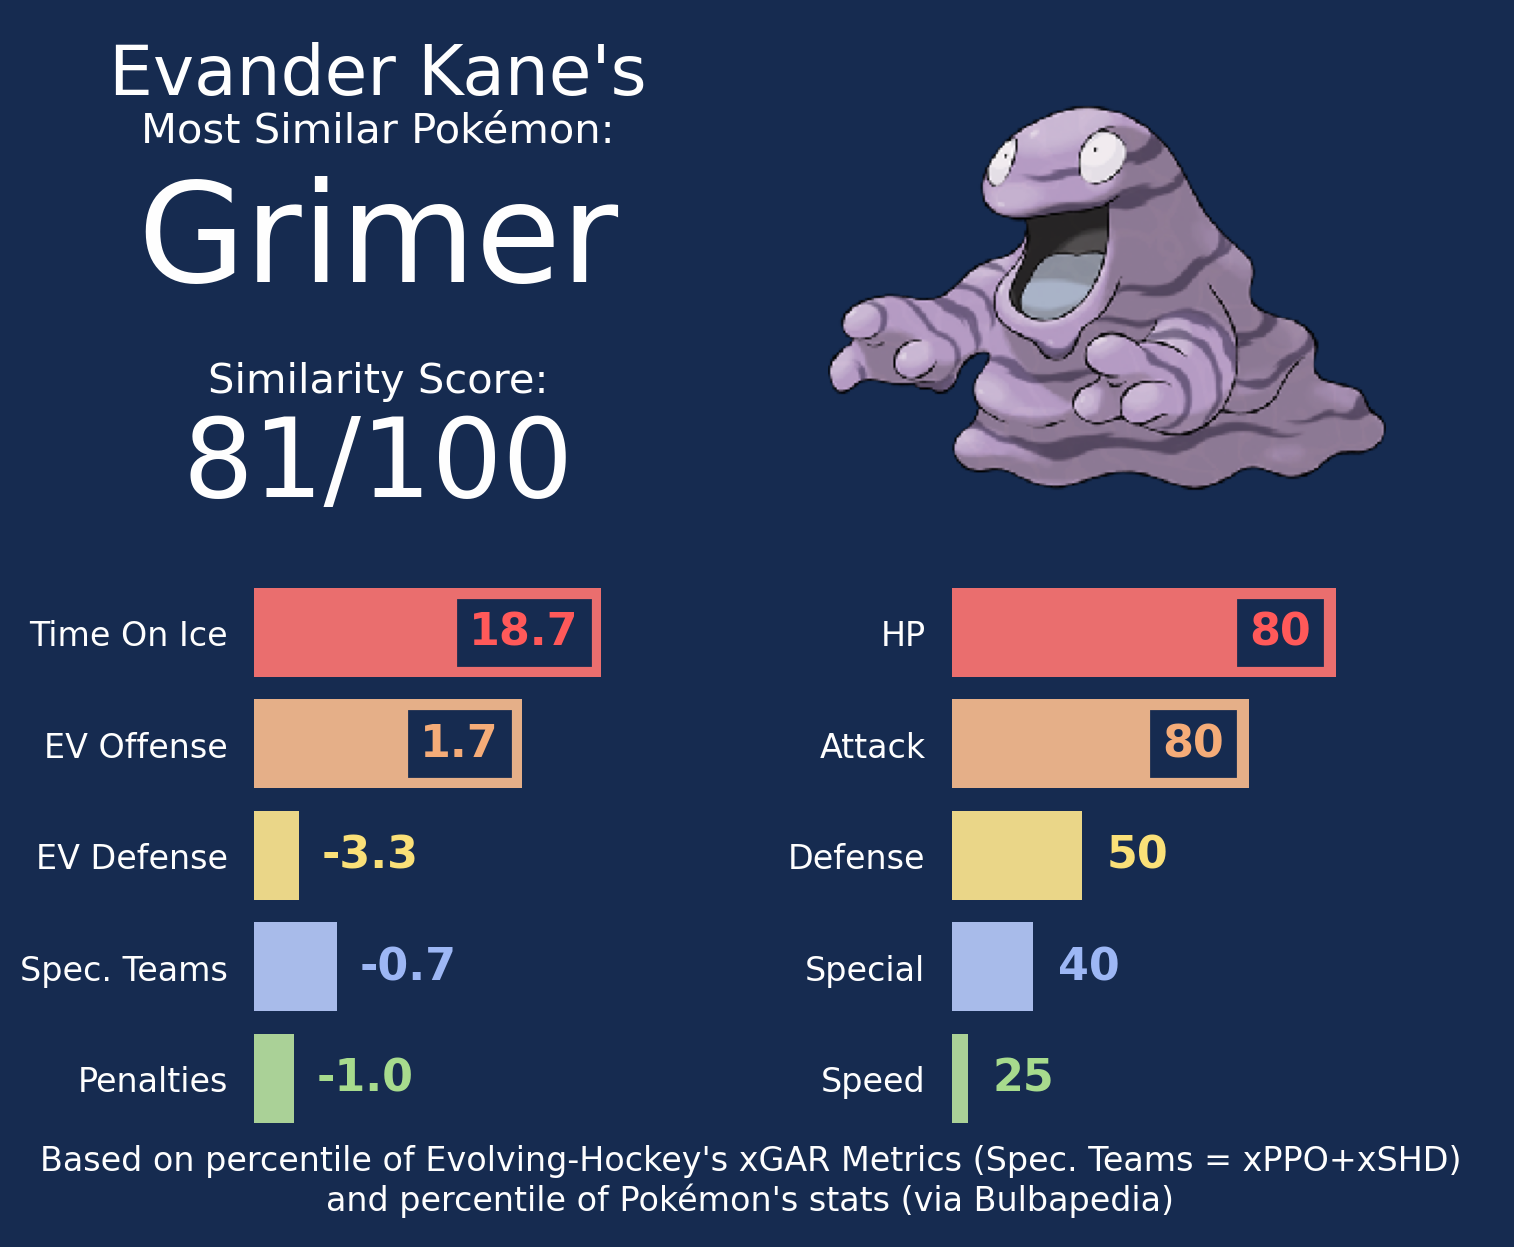 Evander Kane's
Most Similar Pokémon:
Grimer
Similarity Score:
81/100
Time On Ice 18.7
EV Offense 1.7
EV Defense -3.3
Spec. Teams -0.7
Penalties -1.0
HP 80
Attack 80
Defense 50
Special 40
Speed 25
Based on percentile of Evolving-Hockey's xGAR Metrics (Spec. Teams = xPPO+xSHD)
and percentile of Pokémon's stats (via Bulbapedia)